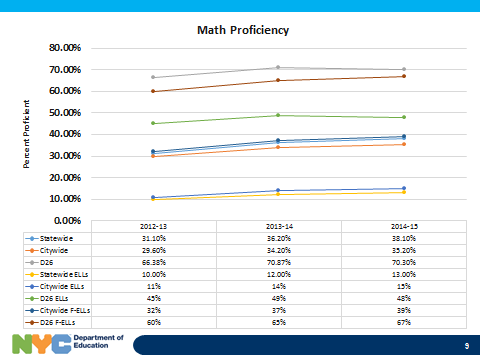 Math Proficiency
80.00%
70.00%
60.00%
50.00%
40.00%
30.00%
20.00%
10.00%
0.00%
Percent Proficient
2012-13 2013-14 2014-15
Statewide 31.10% 36.20% 38.10%
Citywide 29.60% 34.20% 35.20%
D26 66.38% 70.87% 70.30%
Statewide ELLs 10.00% 12.00% 13.00%
Citywide ELLs 11% 14% 15%
D26 ELLs 45% 49% 48%
Citywide F-ELLs 32% 37% 39%
D26 F-ELLs 60% 65% 67%
NYC Department of
Education
9